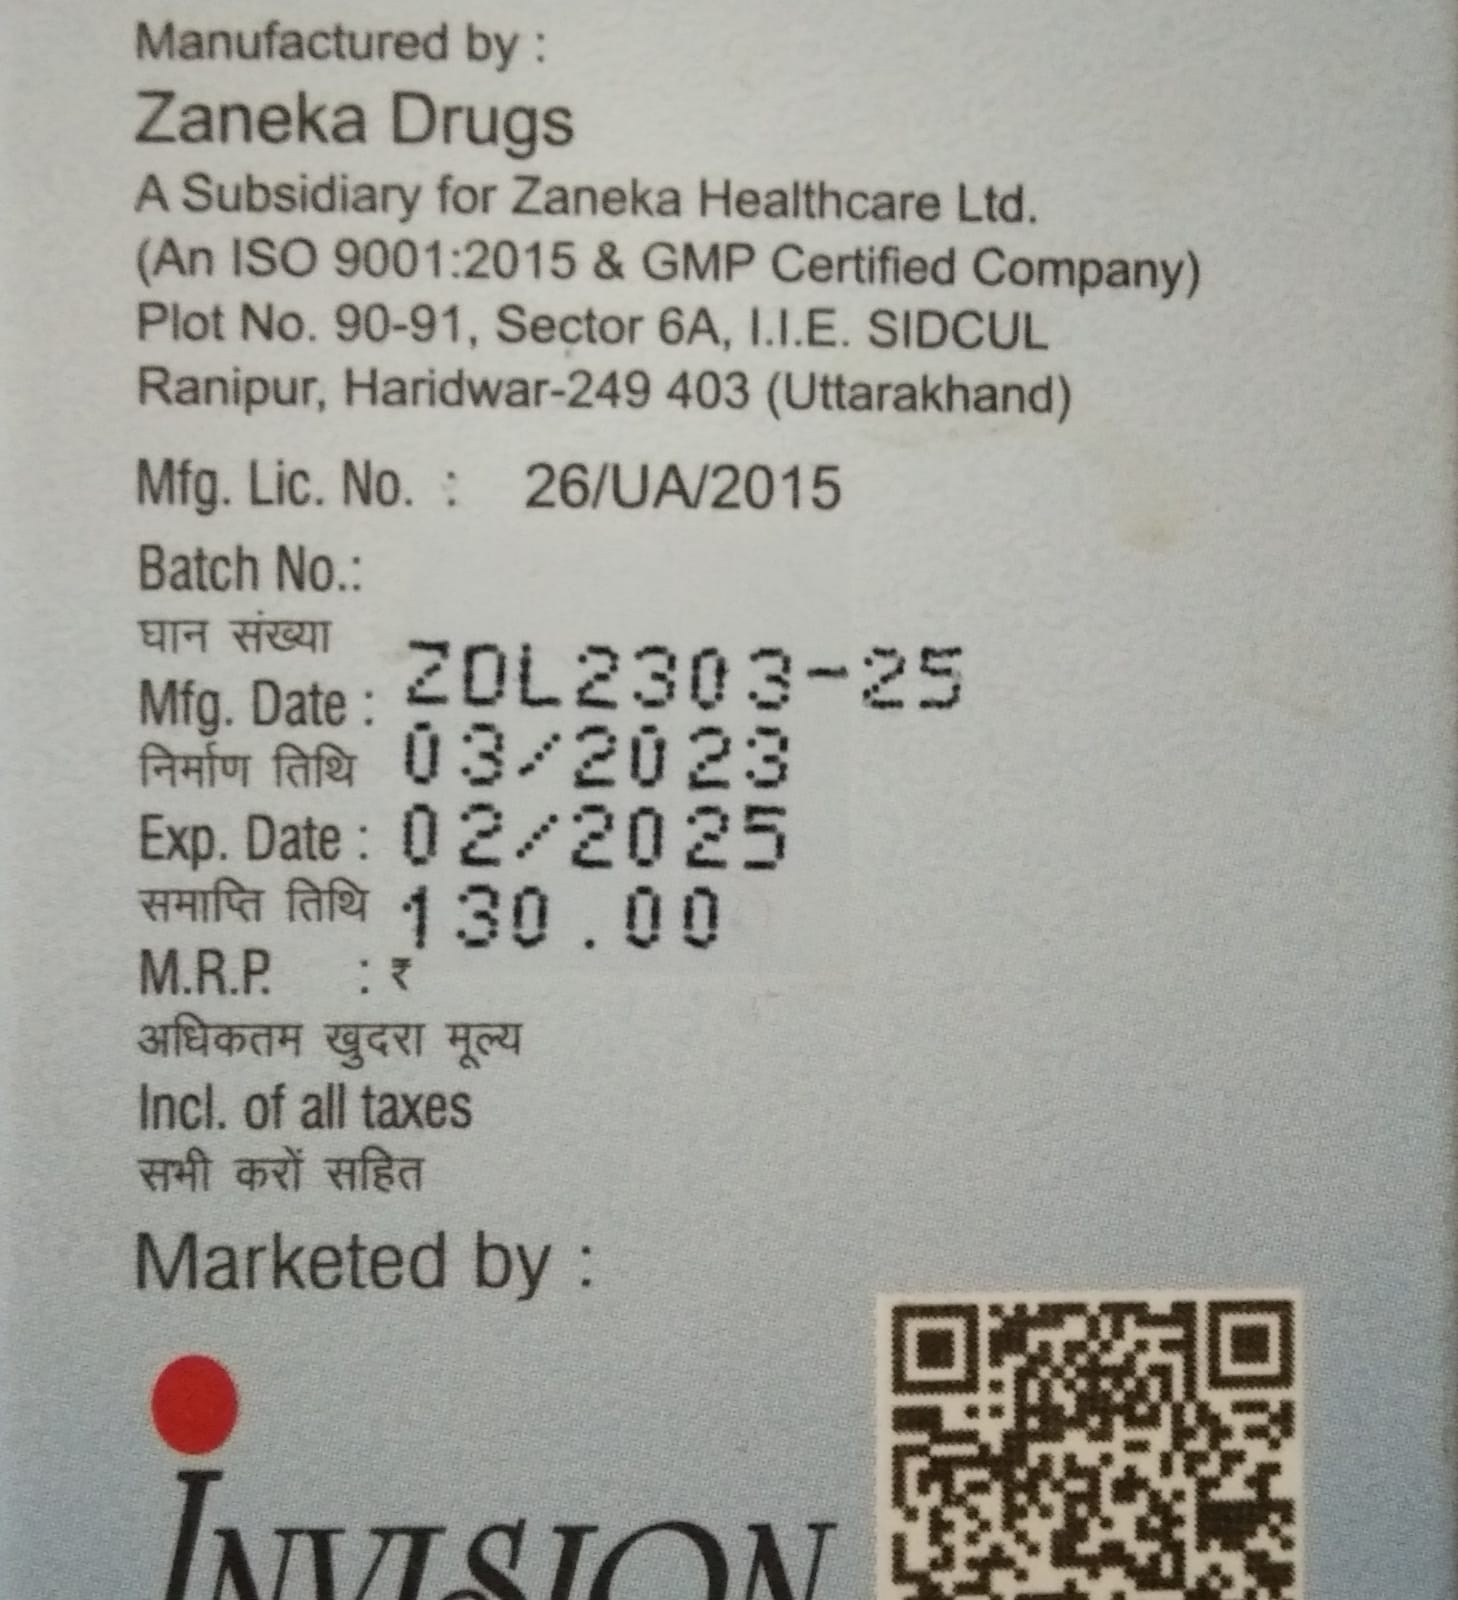 Manufactured by :
Zaneka Drugs
A Subsidiary for Zaneka Healthcare Ltd.
(An ISO 9001:2015 & GMP Certified Company)
Plot No. 90-91, Sector 6A, I.I.E. SIDCUL
Ranipur, Haridwar-249 403 (Uttarakhand)
Mfg. Lic. No. : 26/UA/2015
Batch No.:
घान संख्या
ZDL2303-25
Mfg. Date :
03/2023
निर्माण तिथि
Exp. Date : 02/2025
समाप्ति तिथि
130.00
M.R.P. : ₹
अधिकतम खुदरा मूल्य
Incl. of all taxes
सभी करों सहित
Marketed by :
INVISION